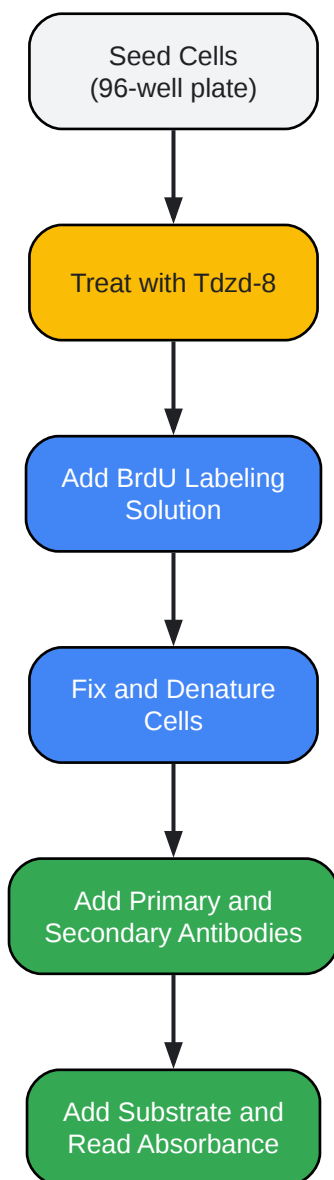 Seed Cells
(96-well plate)
Treat with Tdzd-8
Add BrdU Labeling
Solution
Fix and Denature
Cells
Add Primary and
Secondary Antibodies
Add Substrate and
Read Absorbance